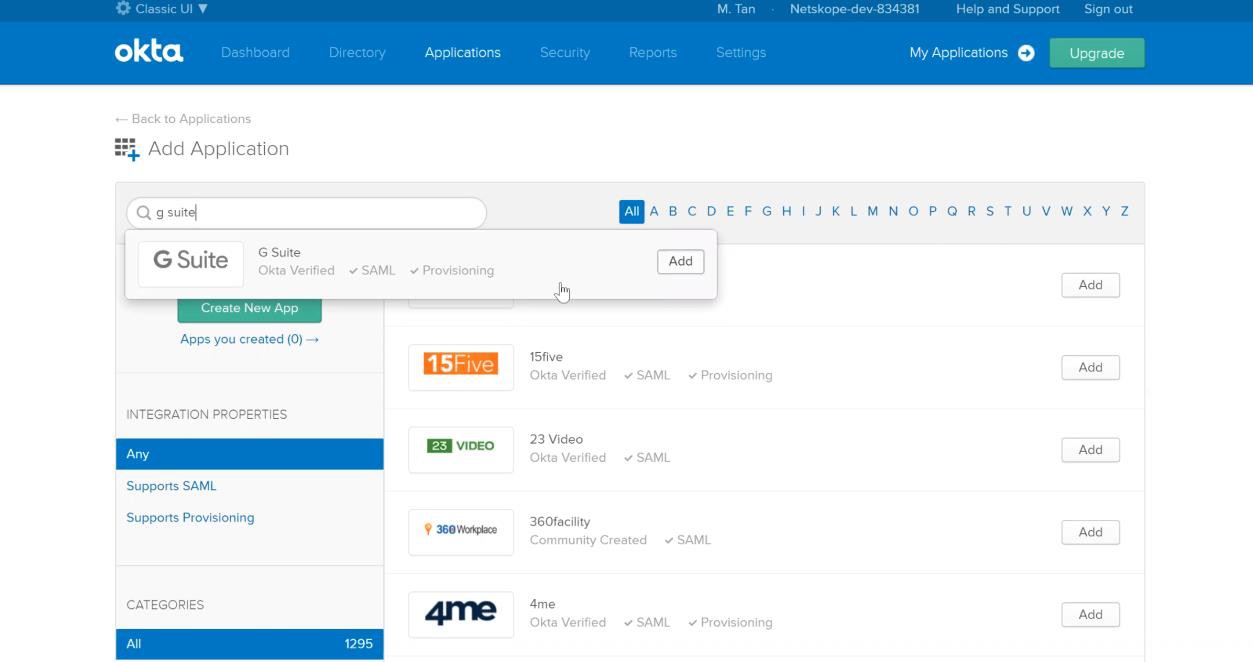 Classic UI ▼ M. Tan · Netskope-dev-834381 Help and Support Sign out
okta Dashboard Directory Applications Security Reports Settings My Applications Upgrade
← Back to Applications
Add Application
g suite All A B C D E F G H I J K L M N O P Q R S T U V W X Y Z
G Suite G Suite Add
Okta Verified ✓ SAML ✓ Provisioning
Add
Create New App
Apps you created (0) →
15Five 15five Add
Okta Verified ✓ SAML ✓ Provisioning
INTEGRATION PROPERTIES
Any
Supports SAML
Supports Provisioning
23 VIDEO 23 Video Add
Okta Verified ✓ SAML
360 Workplace 360facility Add
Community Created ✓ SAML
CATEGORIES
All 1295
4me 4me Add
Okta Verified ✓ SAML ✓ Provisioning